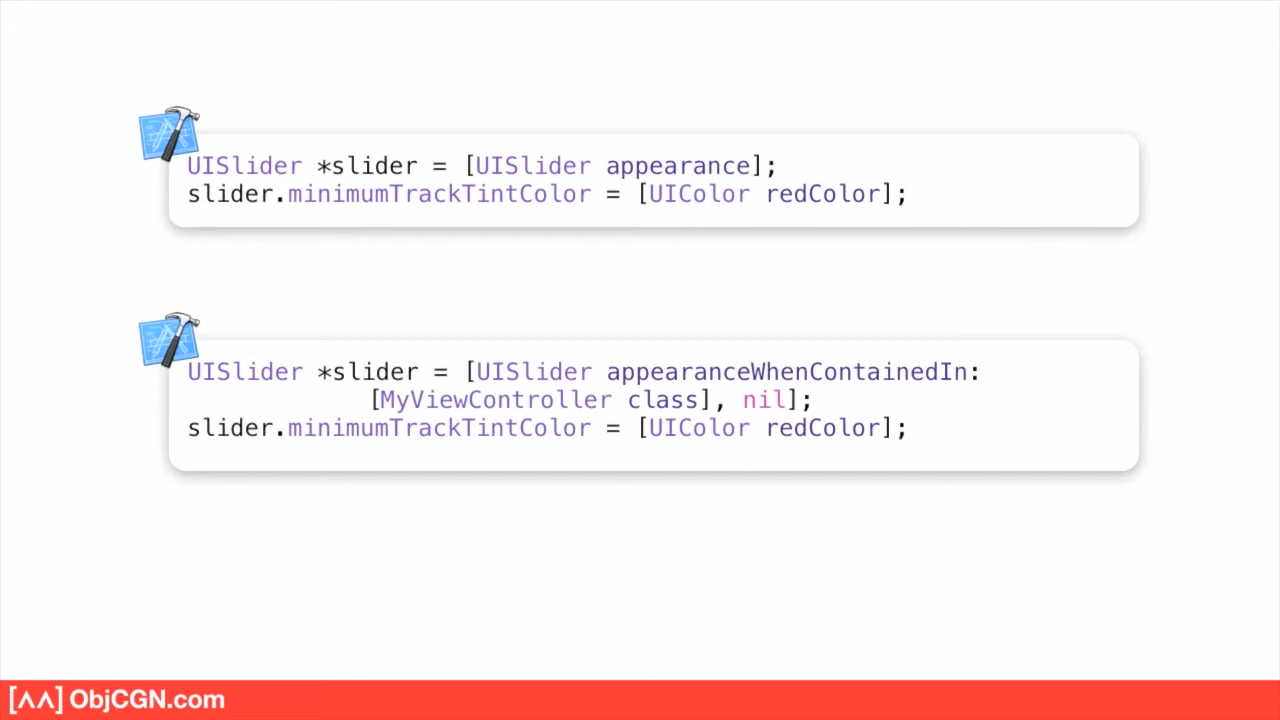 UISlider *slider = [UISlider appearance];
slider.minimumTrackTintColor = [UIColor redColor];
UISlider *slider = [UISlider appearanceWhenContainedIn:
[MyViewController class], nil];
slider.minimumTrackTintColor = [UIColor redColor];
[ʌʌ] ObjCGN.com